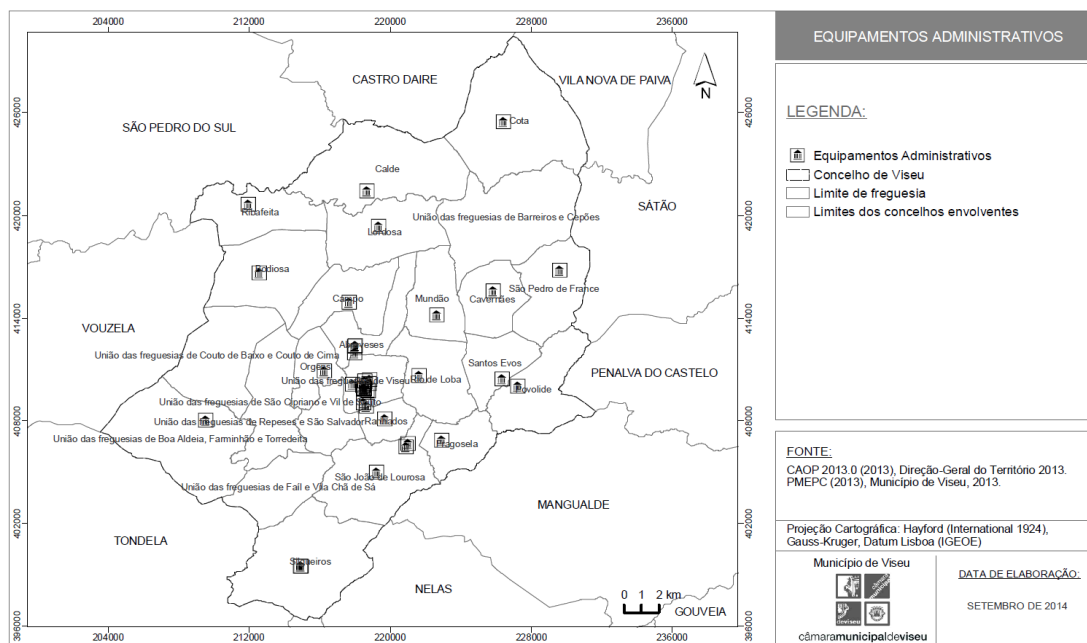 204000 212000 220000 228000 236000
EQUIPAMENTOS ADMINISTRATIVOS
CASTRO DAIRE
VILA NOVA DE PAIVA
N
426000 426000
LEGENDA:
Cota
SÃO PEDRO DO SUL
Equipamentos Administrativos
Calde
Concelho de Viseu
Limite de freguesia
Ribafeita
União das freguesias de Barreiros e Cepões
SÁTÃO
Limites dos concelhos envolventes
420000 420000
Lordosa
Bodiosa
São Pedro de France
Cavernães
Campo
Mundão
414000 414000
VOUZELA
Abraveses
União das freguesias de Couto de Baixo e Couto de Cima
Santos Evos
Orgens
PENALVA DO CASTELO
União das freguesias de Viseu
Rio de Loba
Povolide
União das freguesias de São Cipriano e Vil de Souto
408000 408000
União das freguesias de Repeses e São Salvador
Ranhados
União das freguesias de Boa Aldeia, Farminhão e Torredeita
Fragosela
FONTE:
CAOP 2013.0 (2013), Direção-Geral do Território 2013.
PMEPC (2013), Município de Viseu, 2013.
São João de Lourosa
União das freguesias de Fail e Vila Chã de Sá
MANGUALDE
402000 402000
Projeção Cartográfica: Hayford (International 1924),
Gauss-Kruger, Datum Lisboa (IGEOE)
TONDELA
Silgueiros
Município de Viseu
DATA DE ELABORAÇÃO:
NELAS
0 1 2 km
GOUVEIA
SETEMBRO DE 2014
deviseu
câmaramunicipaldeviseu
396000 396000
204000 212000 220000 228000 236000